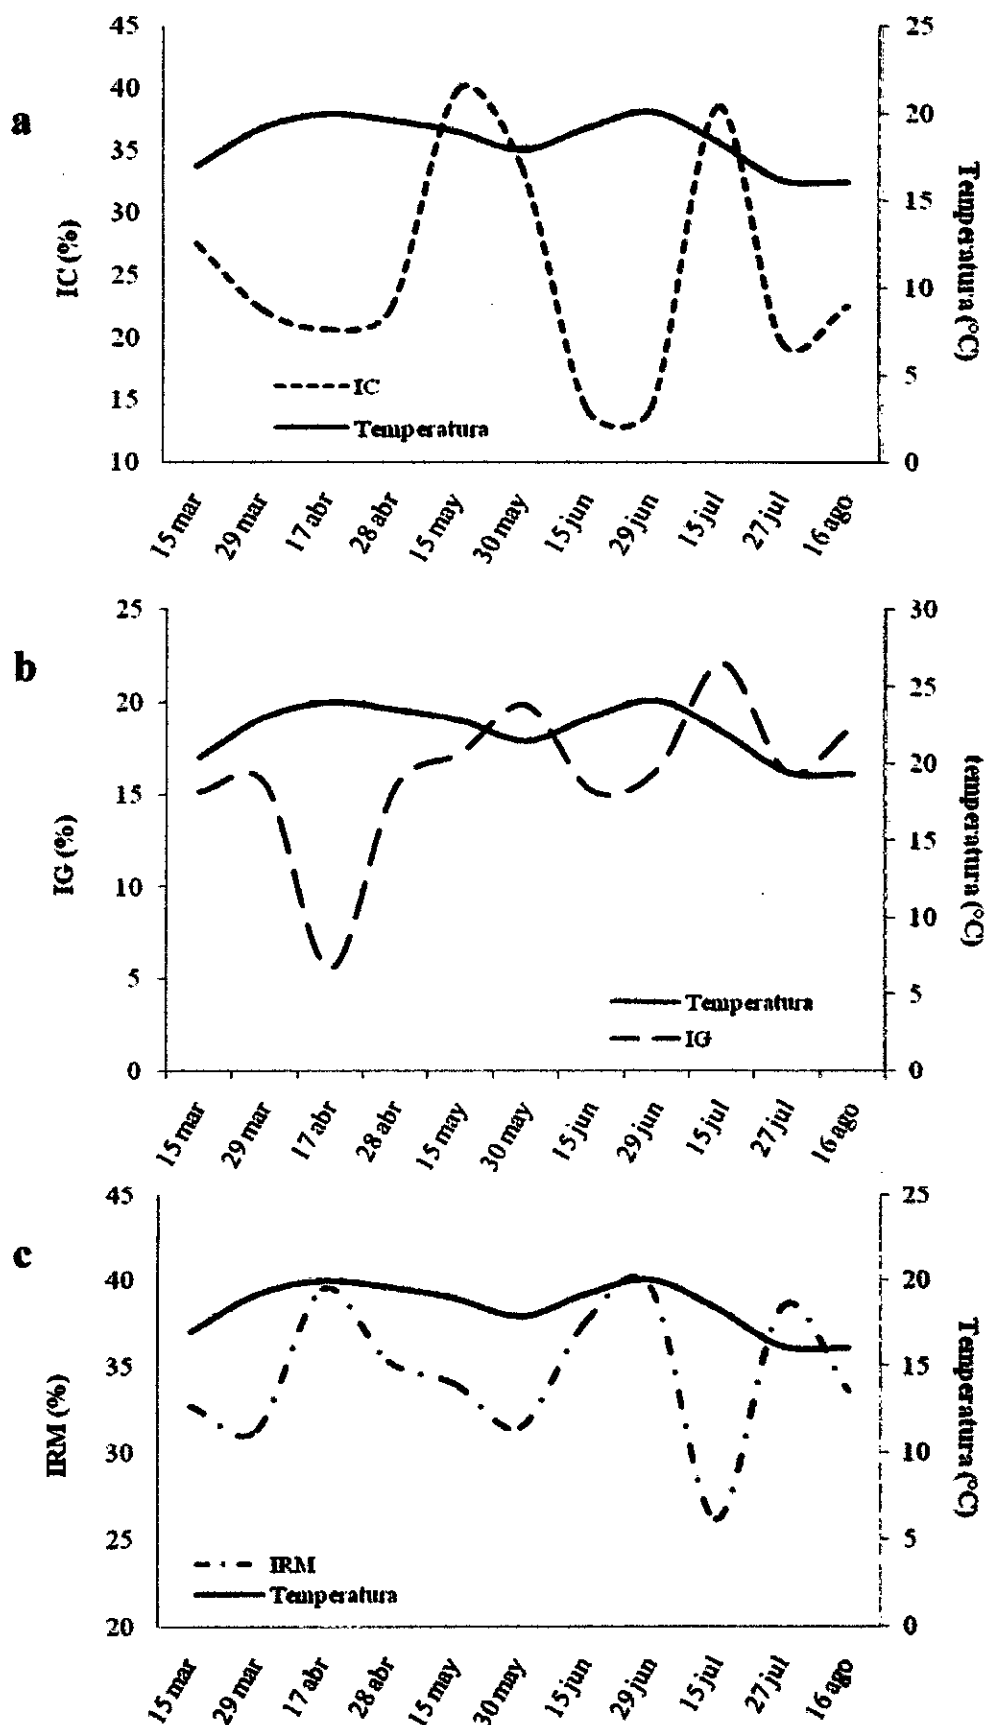 a
45
40
35
30
25
20
15
10
IC (%)
25
20
15
10
5
0
Temperatura (°C)
IC
Temperatura
15 mar
29 mar
17 abr
28 abr
15 may
30 may
15 jun
29 jun
15 jul
27 jul
16 ago
b
25
20
15
10
5
0
IG (%)
30
25
20
15
10
5
0
temperatura (°C)
Temperatura
IG
15 mar
29 mar
17 abr
28 abr
15 may
30 may
15 jun
29 jun
15 jul
27 jul
16 ago
c
45
40
35
30
25
20
IRM (%)
25
20
15
10
5
0
Temperatura (°C)
IRM
Temperatura
15 mar
29 mar
17 abr
28 abr
15 may
30 may
15 jun
29 jun
15 jul
27 jul
16 ago